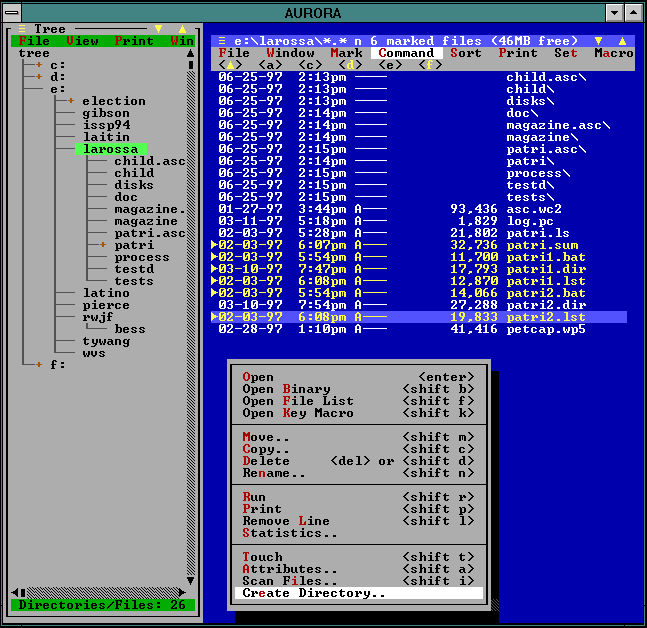 AURORA
Tree
File View Print Win
tree
c:
d:
e:
election
gibson
issp94
laitin
larossa
child.asc
child
disks
doc
magazine.
magazine
patri.asc
patri
process
testd
tests
latino
pierce
rwjf
bess
tywang
wvs
f:
Directories/Files: 26
e:\larossa\*.* n 6 marked files (46MB free)
File Window Mark Command Sort Print Set Macro
<▲> <a> <c> <d> <e> <f>
06-25-97 2:13pm ──── child.asc\
06-25-97 2:13pm ──── child\
06-25-97 2:13pm ──── disks\
06-25-97 2:14pm ──── doc\
06-25-97 2:14pm ──── magazine.asc\
06-25-97 2:14pm ──── magazine\
06-25-97 2:15pm ──── patri.asc\
06-25-97 2:14pm ──── patri\
06-25-97 2:15pm ──── process\
06-25-97 2:15pm ──── testd\
06-25-97 2:15pm ──── tests\
01-27-97 3:44pm A─── 93,436 asc.wc2
03-11-97 5:18pm A─── 1,829 log.pc
02-03-97 5:28pm A─── 21,802 patri.ls
►02-03-97 6:07pm A─── 32,736 patri.sum
►02-03-97 5:54pm A─── 11,700 patri1.bat
►03-10-97 7:47pm A─── 17,793 patri1.dir
►02-03-97 6:08pm A─── 12,870 patri1.lst
►02-03-97 5:54pm A─── 14,066 patri2.bat
03-10-97 7:54pm A─── 27,288 patri2.dir
►02-03-97 6:08pm A─── 19,833 patri2.lst
02-28-97 1:10pm A─── 41,416 petcap.wp5
Open <enter>
Open Binary <shift b>
Open File List <shift f>
Open Key Macro <shift k>
Move.. <shift m>
Copy.. <shift c>
Delete <del> or <shift d>
Rename.. <shift n>
Run <shift r>
Print <shift p>
Remove Line <shift l>
Statistics..
Touch <shift t>
Attributes.. <shift a>
Scan Files.. <shift i>
Create Directory..